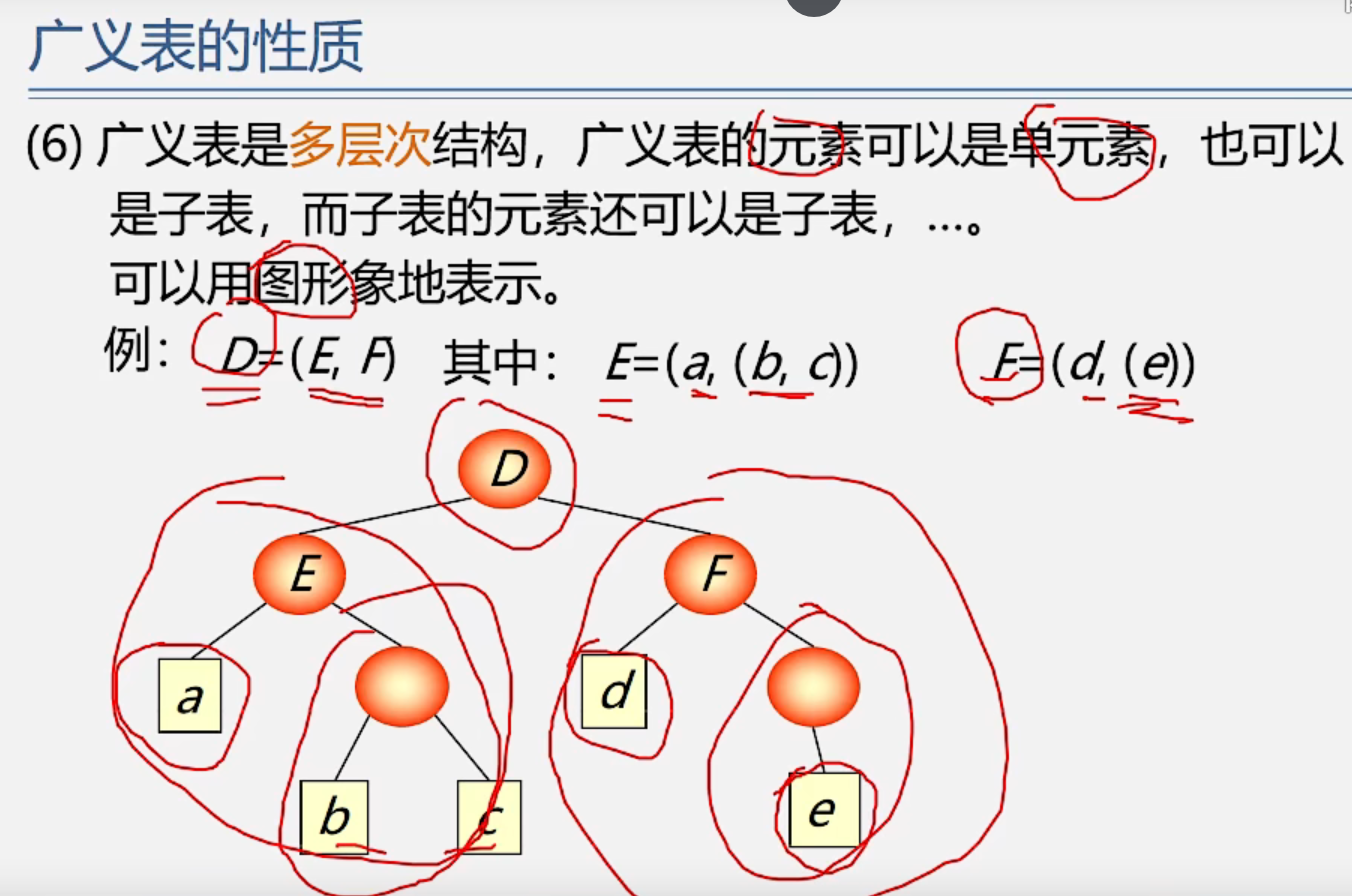 广义表的性质
(6) 广义表是多层次结构，广义表的元素可以是单元素，也可以
是子表，而子表的元素还可以是子表，…。
可以用图形象地表示。
例： D=(E, F) 其中： E=(a, (b, c)) F=(d, (e))
D
E F
a d
b c e